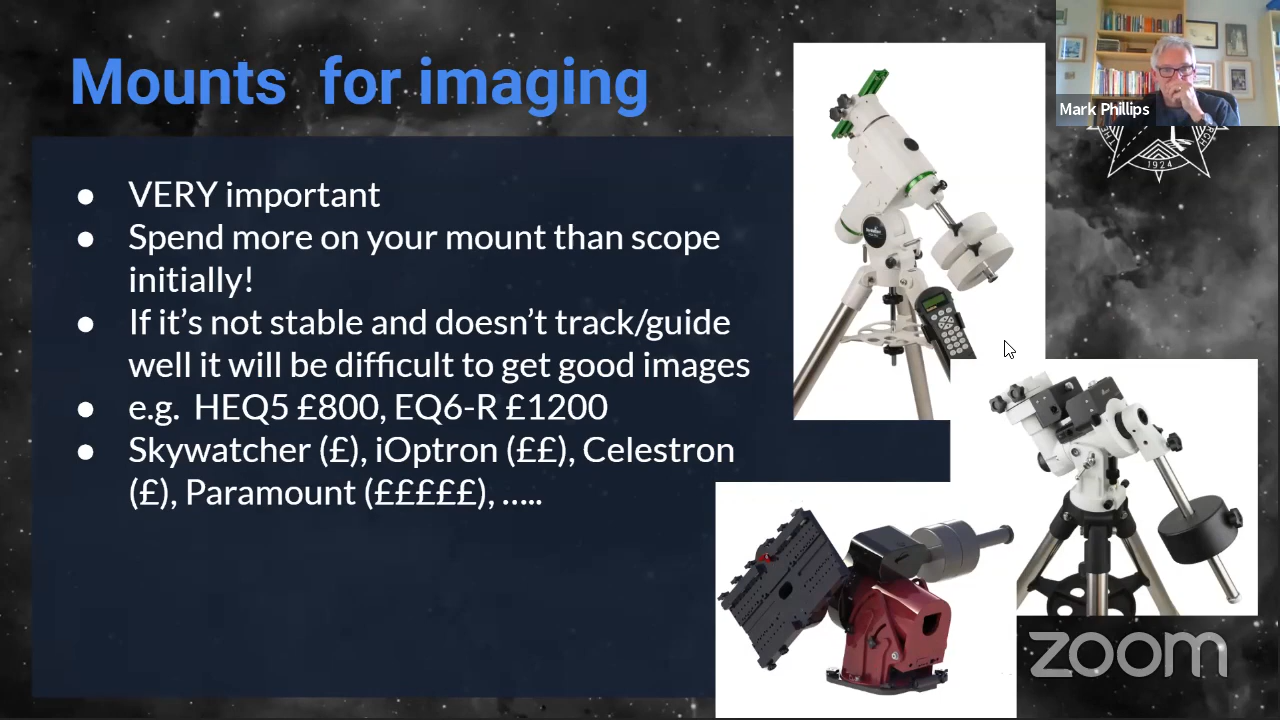 Mounts for imaging
● VERY important
● Spend more on your mount than scope
initially!
● If it’s not stable and doesn’t track/guide
well it will be difficult to get good images
● e.g. HEQ5 £800, EQ6-R £1200
● Skywatcher (£), iOptron (££), Celestron
(£), Paramount (£££££), …..
Mark Phillips
1924
zoom